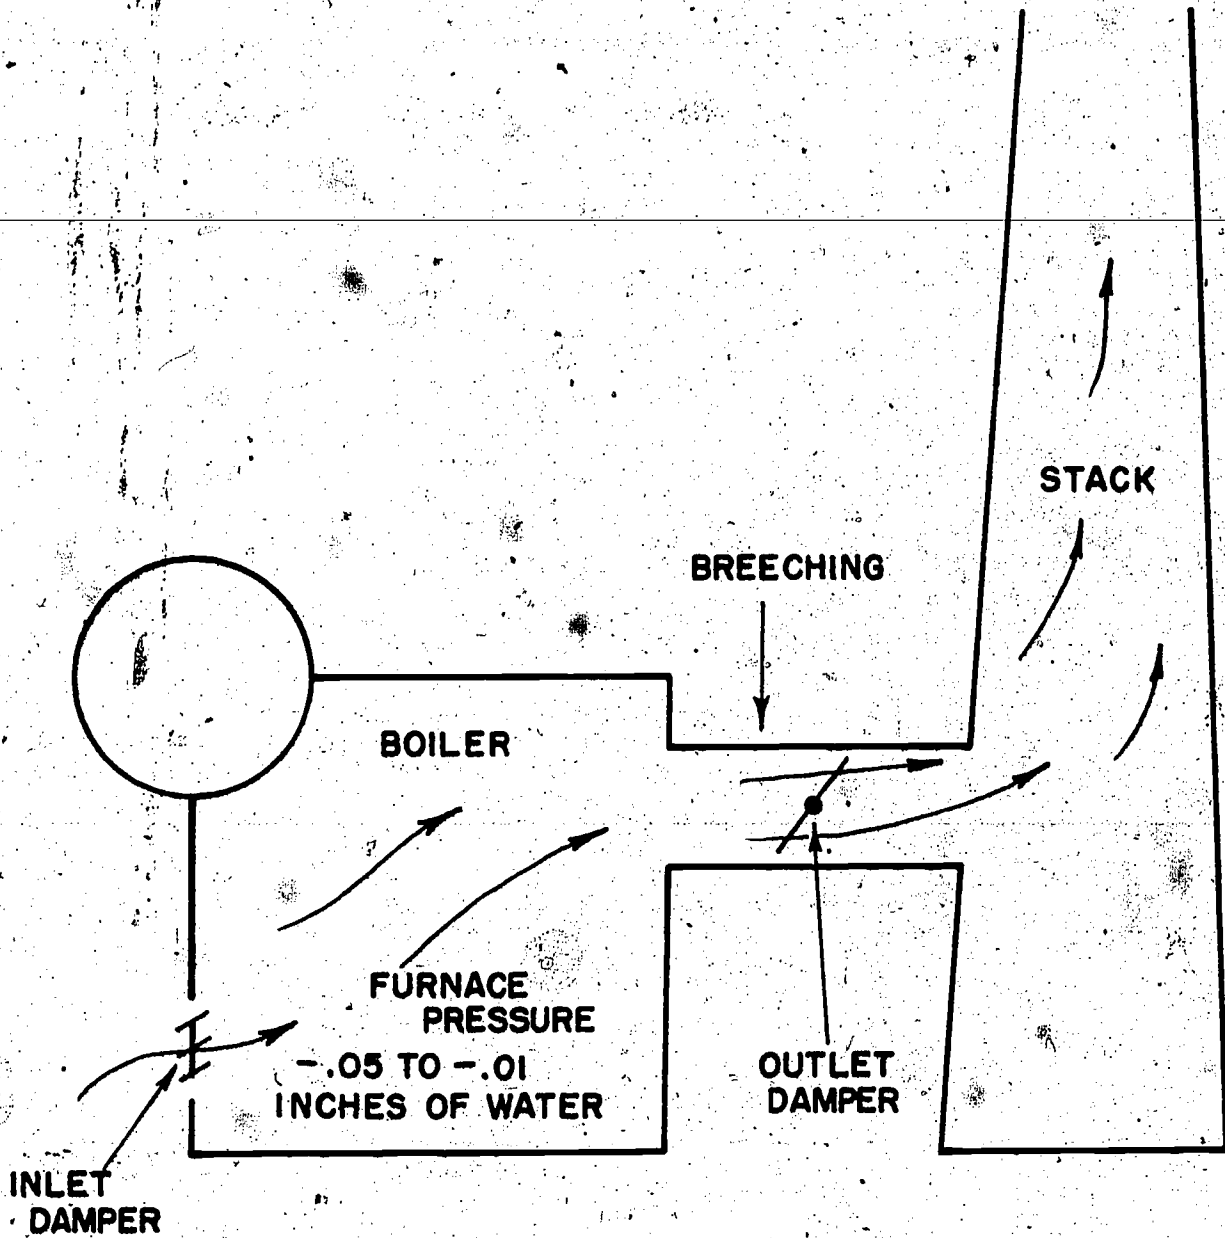 STACK
BREECHING
BOILER
FURNACE
PRESSURE
-.05 TO -.01
INCHES OF WATER
OUTLET
DAMPER
INLET
DAMPER